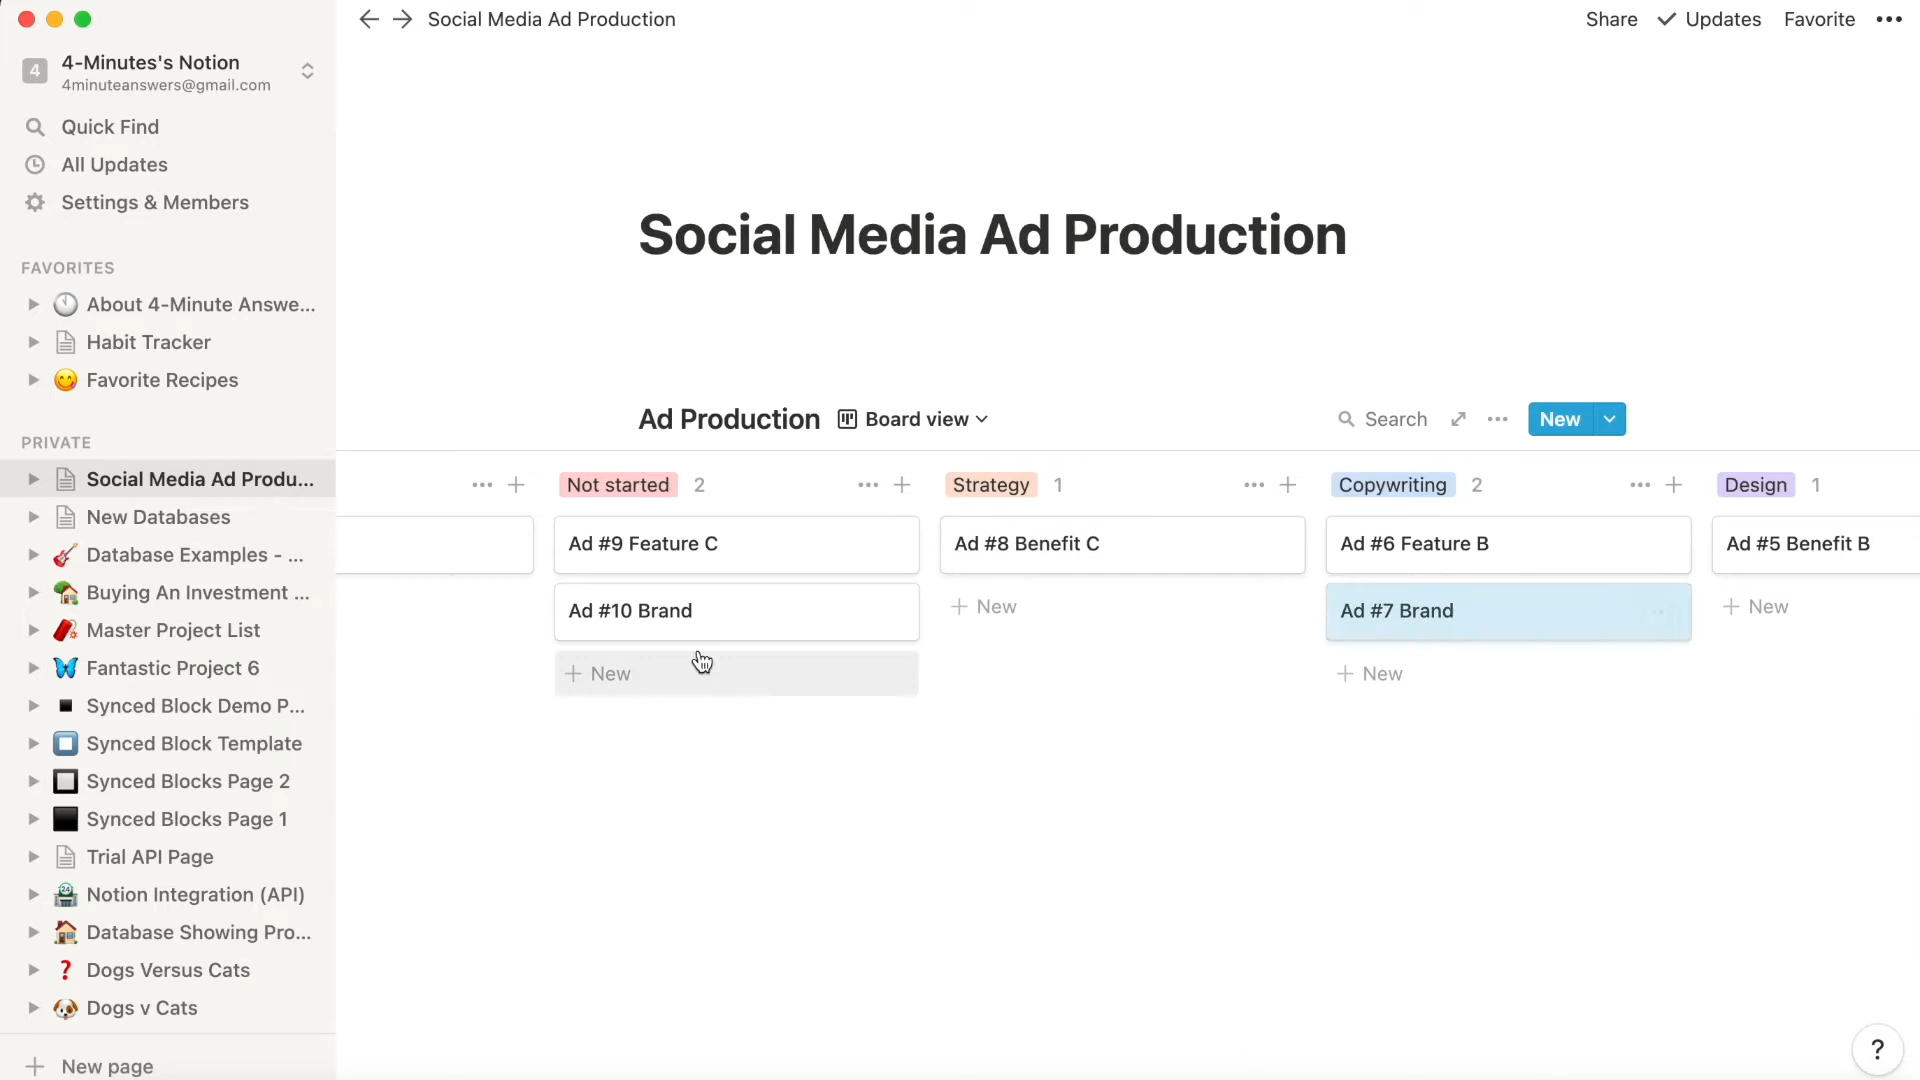 Social Media Ad Production
Share
Updates
Favorite
4
4-Minutes's Notion
4minuteanswers@gmail.com
Quick Find
All Updates
Settings & Members
FAVORITES
About 4-Minute Answe...
Habit Tracker
Favorite Recipes
PRIVATE
Social Media Ad Produ...
New Databases
Database Examples - ...
Buying An Investment ...
Master Project List
Fantastic Project 6
Synced Block Demo P...
Synced Block Template
Synced Blocks Page 2
Synced Blocks Page 1
Trial API Page
Notion Integration (API)
Database Showing Pro...
Dogs Versus Cats
Dogs v Cats
New page
Social Media Ad Production
Ad Production
Board view
Search
New
Not started 2
Ad #9 Feature C
Ad #10 Brand
New
Strategy 1
Ad #8 Benefit C
New
Copywriting 2
Ad #6 Feature B
Ad #7 Brand
New
Design 1
Ad #5 Benefit B
New
?